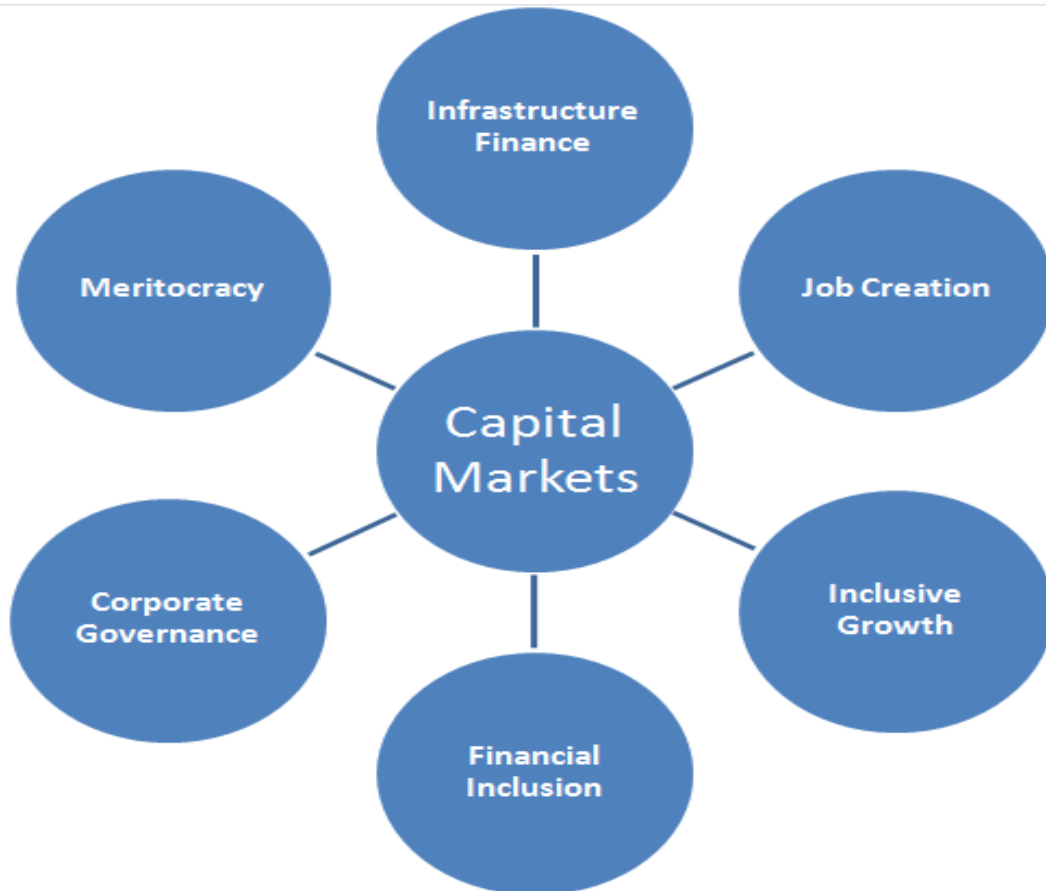 Infrastructure
Finance
Meritocracy
Job Creation
Capital
Markets
Corporate
Governance
Inclusive
Growth
Financial
Inclusion